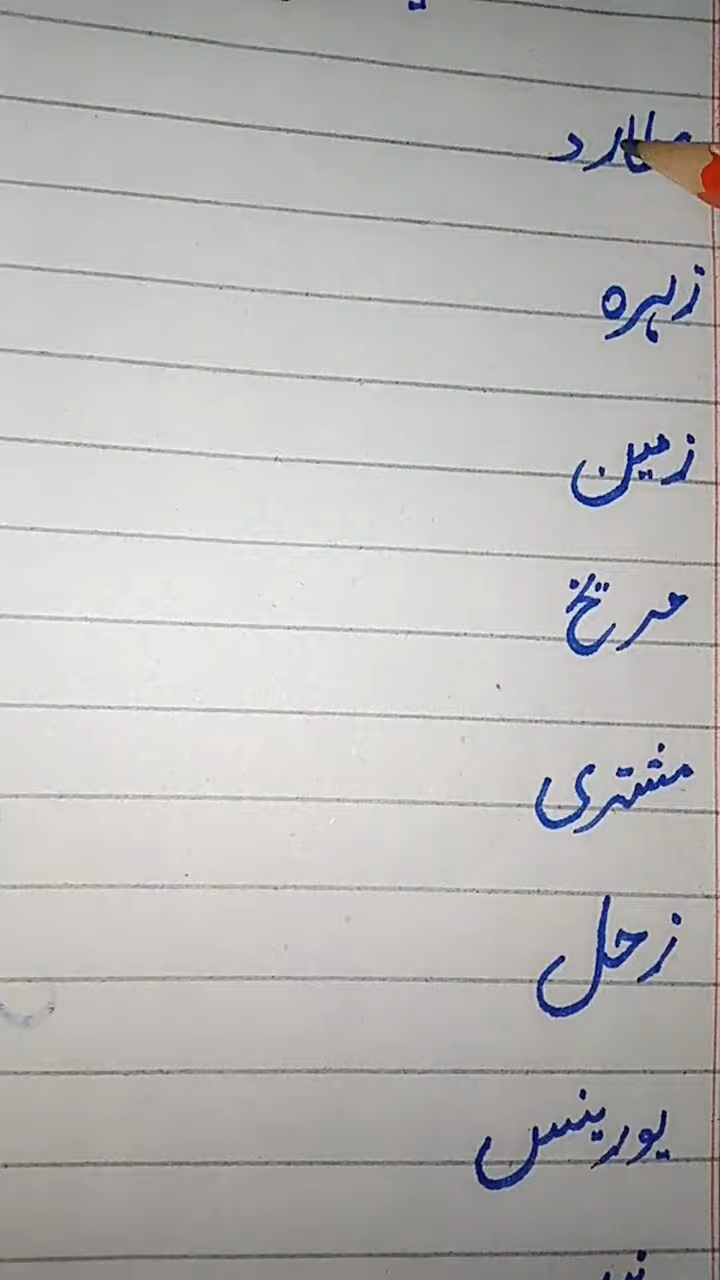 عطارد
زہرہ
زمین
مریخ
مشتری
زحل
یورینس